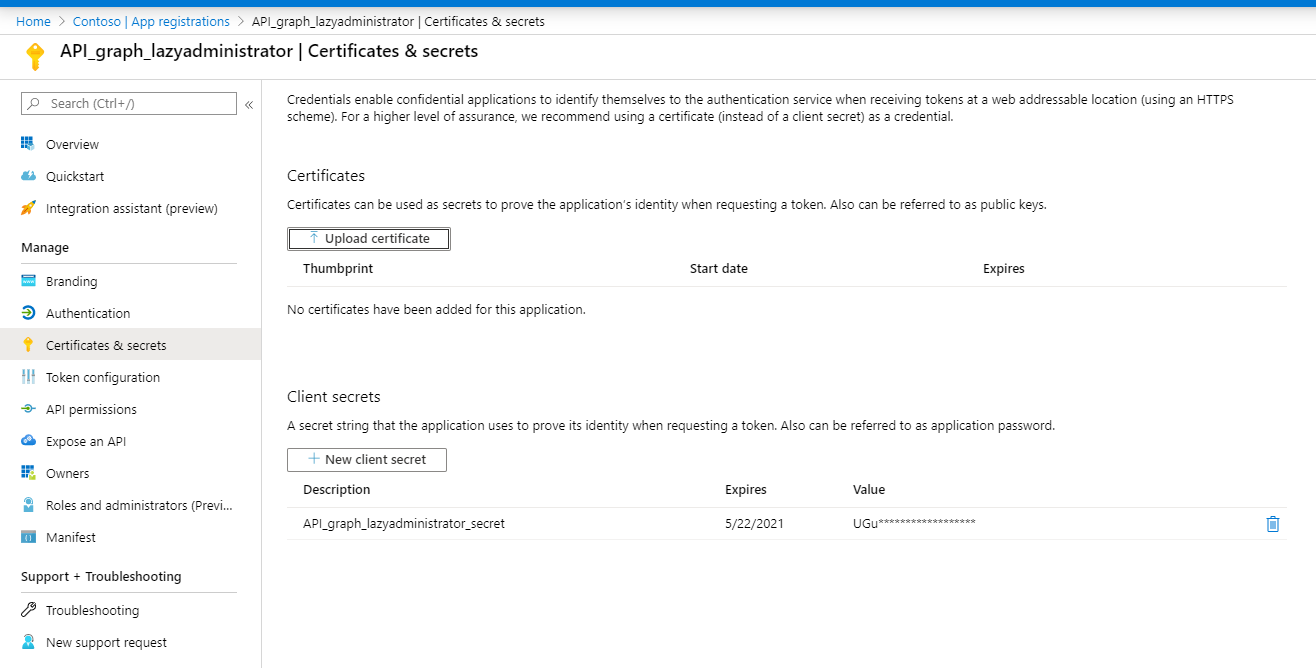 Home > Contoso | App registrations > API_graph_lazyadministrator | Certificates & secrets
API_graph_lazyadministrator | Certificates & secrets
Search (Ctrl+/)
«
Overview
Quickstart
Integration assistant (preview)
Manage
Branding
Authentication
Certificates & secrets
Token configuration
API permissions
Expose an API
Owners
Roles and administrators (Previ...
Manifest
Support + Troubleshooting
Troubleshooting
New support request
Credentials enable confidential applications to identify themselves to the authentication service when receiving tokens at a web addressable location (using an HTTPS
scheme). For a higher level of assurance, we recommend using a certificate (instead of a client secret) as a credential.
Certificates
Certificates can be used as secrets to prove the application's identity when requesting a token. Also can be referred to as public keys.
Upload certificate
Thumbprint Start date Expires
No certificates have been added for this application.
Client secrets
A secret string that the application uses to prove its identity when requesting a token. Also can be referred to as application password.
+ New client secret
Description Expires Value
API_graph_lazyadministrator_secret 5/22/2021 UGu******************